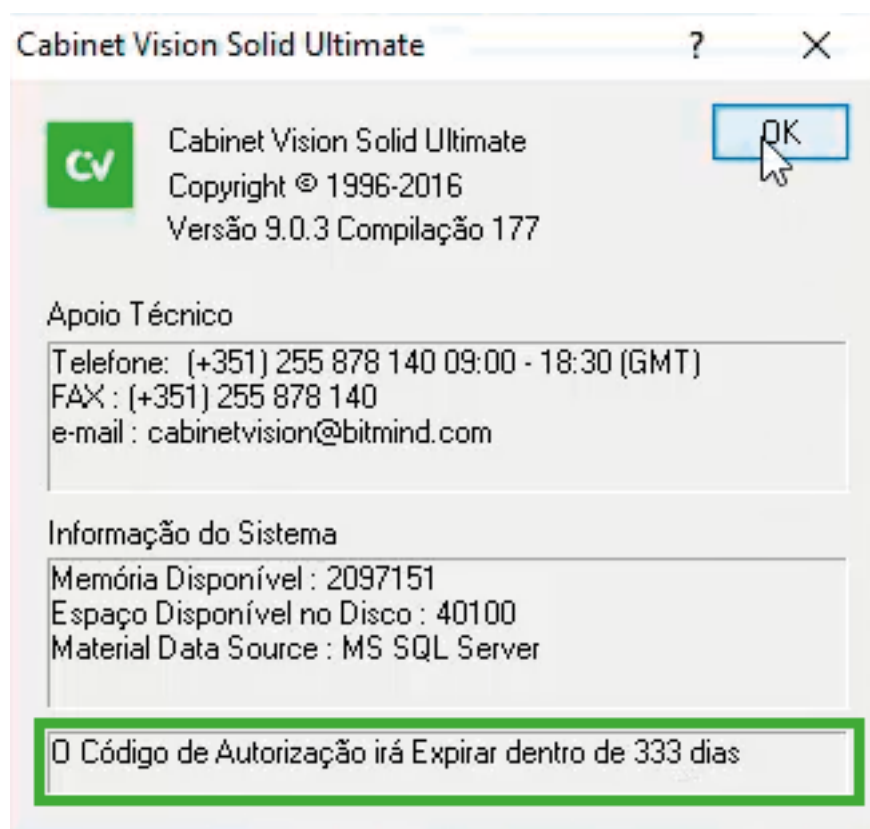 Cabinet Vision Solid Ultimate ? X
OK
CV
Cabinet Vision Solid Ultimate
Copyright © 1996-2016
Versão 9.0.3 Compilação 177
Apoio Técnico
Telefone: (+351) 255 878 140 09:00 - 18:30 (GMT)
FAX : (+351) 255 878 140
e-mail : cabinetvision@bitmind.com
Informação do Sistema
Memória Disponível : 2097151
Espaço Disponível no Disco : 40100
Material Data Source : MS SQL Server
O Código de Autorização irá Expirar dentro de 333 dias